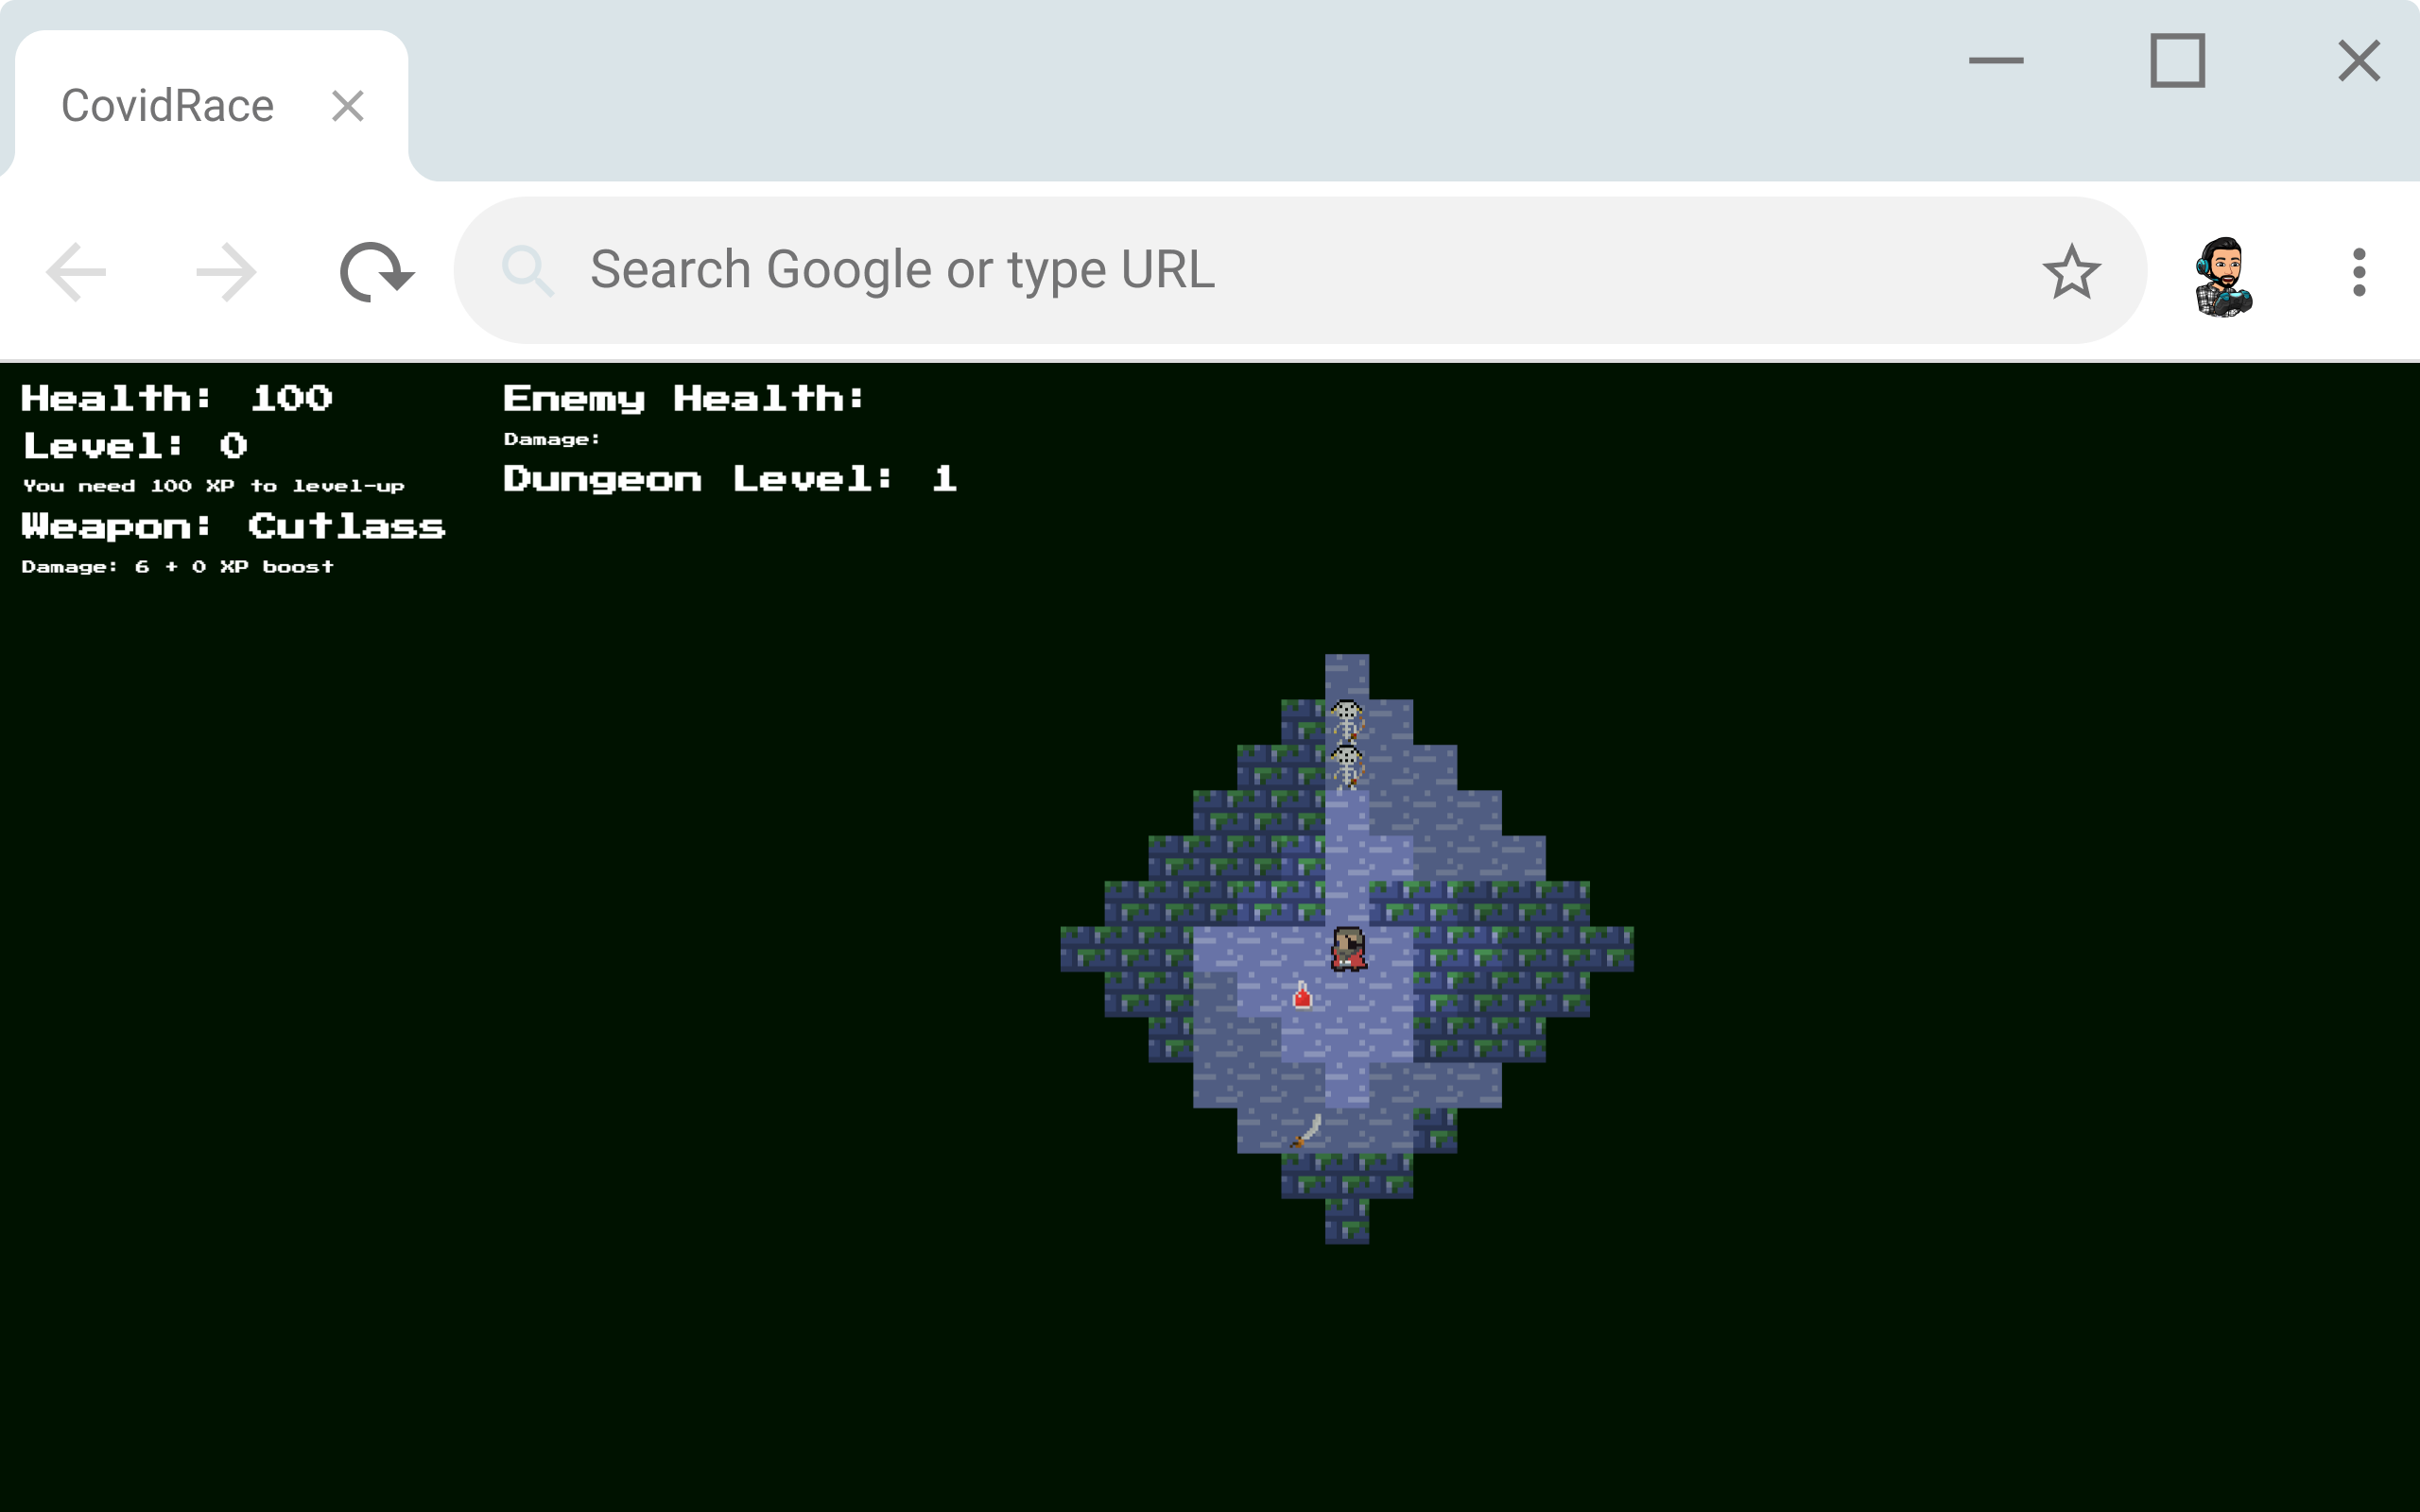 CovidRace
Search Google or type URL
Health: 100
Level: 0
You need 100 XP to level-up
Weapon: Cutlass
Damage: 6 + 0 XP boost
Enemy Health:
Damage:
Dungeon Level: 1